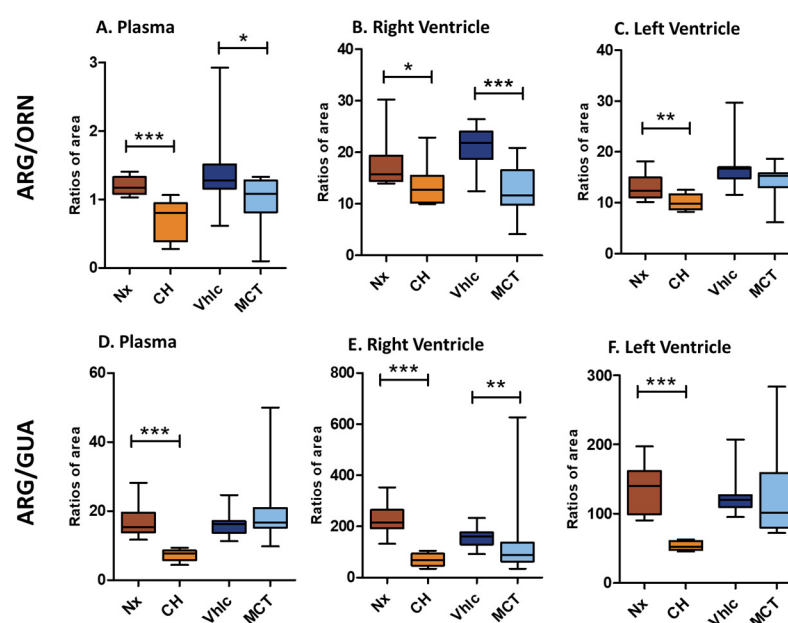 A. Plasma
B. Right Ventricle
C. Left Ventricle
ARG/ORN
Ratios of area
3
2
1
0
***
*
Nx
CH
Vhlc
MCT
Ratios of area
40
30
20
10
0
*
***
Nx
CH
Vhlc
MCT
Ratios of area
40
30
20
10
0
**
Nx
CH
Vhlc
MCT
D. Plasma
E. Right Ventricle
F. Left Ventricle
ARG/GUA
Ratios of area
60
40
20
0
***
Nx
CH
Vhlc
MCT
Ratios of area
800
600
400
200
0
***
**
Nx
CH
Vhlc
MCT
Ratios of area
300
200
100
0
***
Nx
CH
Vhlc
MCT